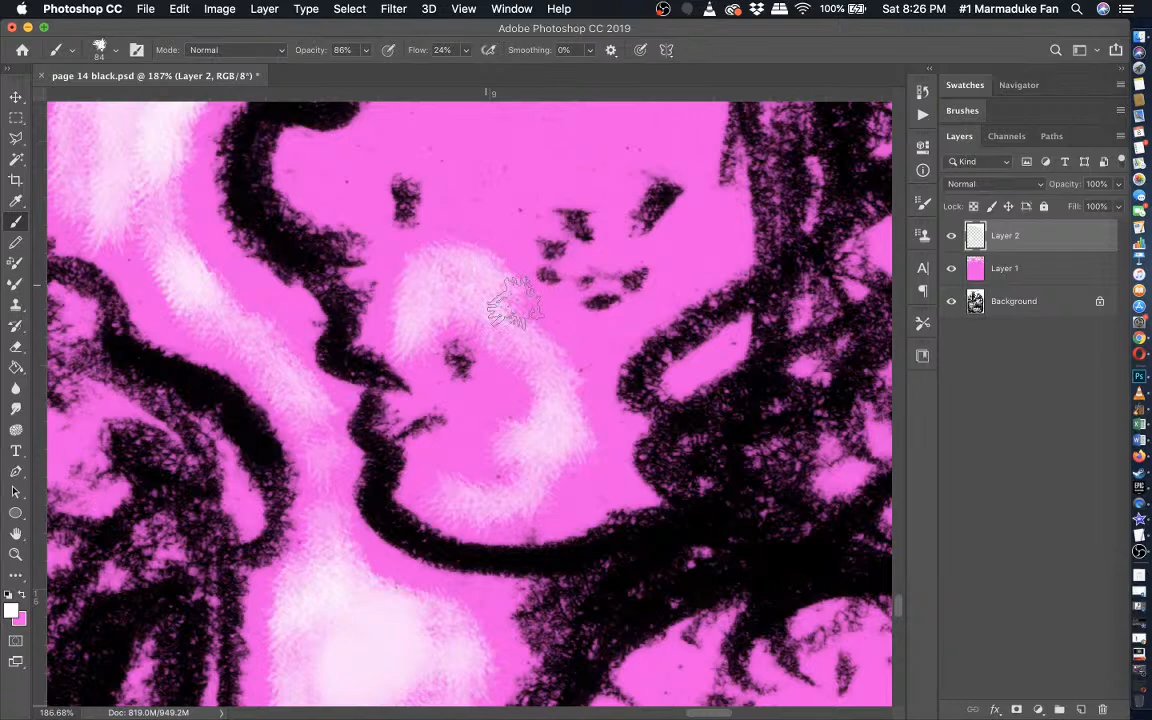 Photoshop CC File Edit Image Layer Type Select Filter 3D View Window Help 100% Sat 8:26 PM #1 Marmaduke Fan
Adobe Photoshop CC 2019
84 Mode: Normal Opacity: 86% Flow: 24% Smoothing: 0%
page 14 black.psd @ 187% (Layer 2, RGB/8*) *
9
Swatches Navigator
Brushes
Layers Channels Paths
Kind
Normal Opacity: 100%
Lock: Fill: 100%
Layer 2
Layer 1
Background
186.68% Doc: 819.0M/949.2M